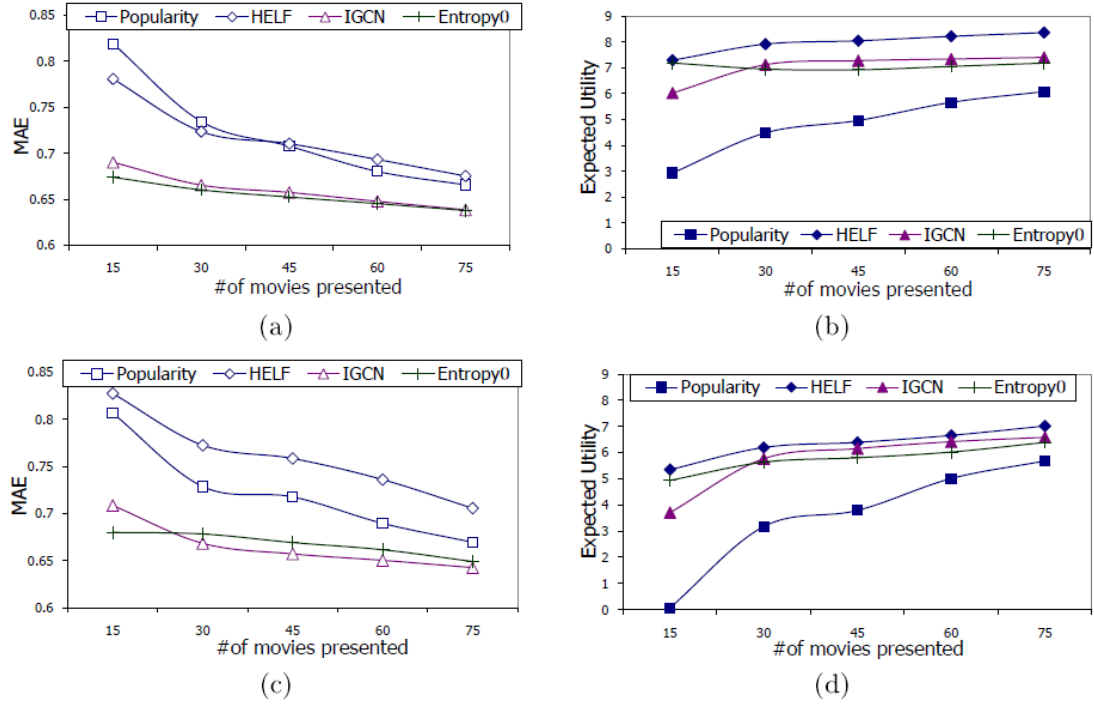 0.85
Popularity HELF IGCN Entropy0
0.8
0.75
0.7
0.65
0.6
MAE
15 30 45 60 75
#of movies presented
(a)
9
8
7
6
5
4
3
2
1
0
Expected Utility
Popularity HELF IGCN Entropy0
15 30 45 60 75
#of movies presented
(b)
0.85
Popularity HELF IGCN Entropy0
0.8
0.75
0.7
0.65
0.6
MAE
15 30 45 60 75
#of movies presented
(c)
9
Popularity HELF IGCN Entropy0
8
7
6
5
4
3
2
1
0
Expected Utility
15 30 45 60 75
#of movies presented
(d)